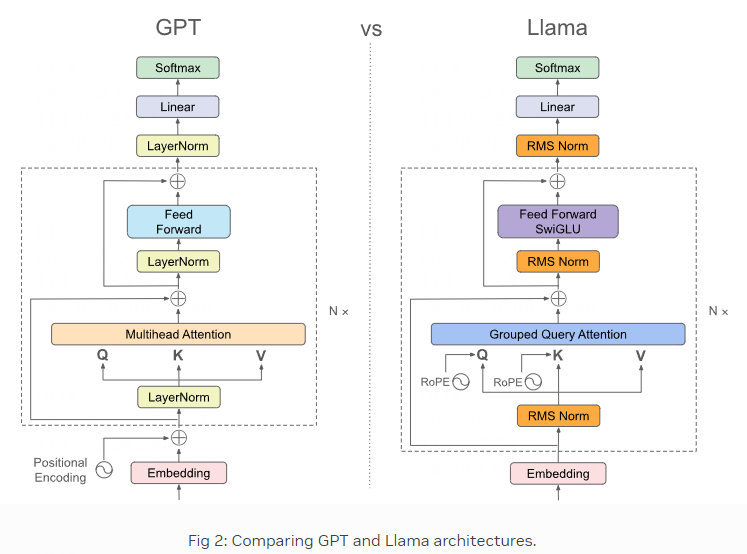 GPT
vs
Llama
Softmax
Linear
LayerNorm
Feed
Forward
LayerNorm
N ×
Multihead Attention
Q K V
LayerNorm
Positional
Encoding
Embedding
Softmax
Linear
RMS Norm
Feed Forward
SwiGLU
RMS Norm
N ×
Grouped Query Attention
Q K V
RoPE RoPE
RMS Norm
Embedding
Fig 2: Comparing GPT and Llama architectures.